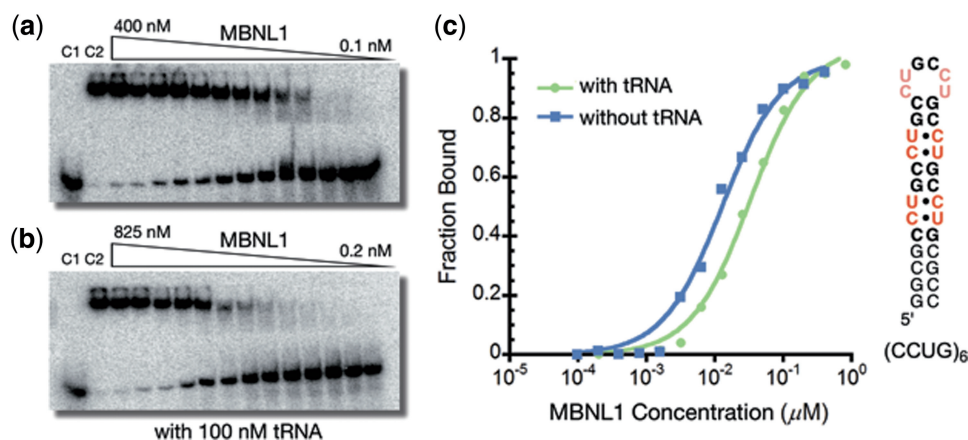 (a)
400 nM MBNL1 0.1 nM
C1 C2
(b)
825 nM MBNL1 0.2 nM
C1 C2
with 100 nM tRNA
(c)
Fraction Bound
1
0.8
0.6
0.4
0.2
0
with tRNA
without tRNA
10⁻⁵ 10⁻⁴ 10⁻³ 10⁻² 10⁻¹ 10⁰
MBNL1 Concentration (μM)
G C
U C
C U
C G
G C
U • C
C • U
C G
G C
U • C
C • U
C G
G C
C G
G C
G C
5'
(CCUG)₆